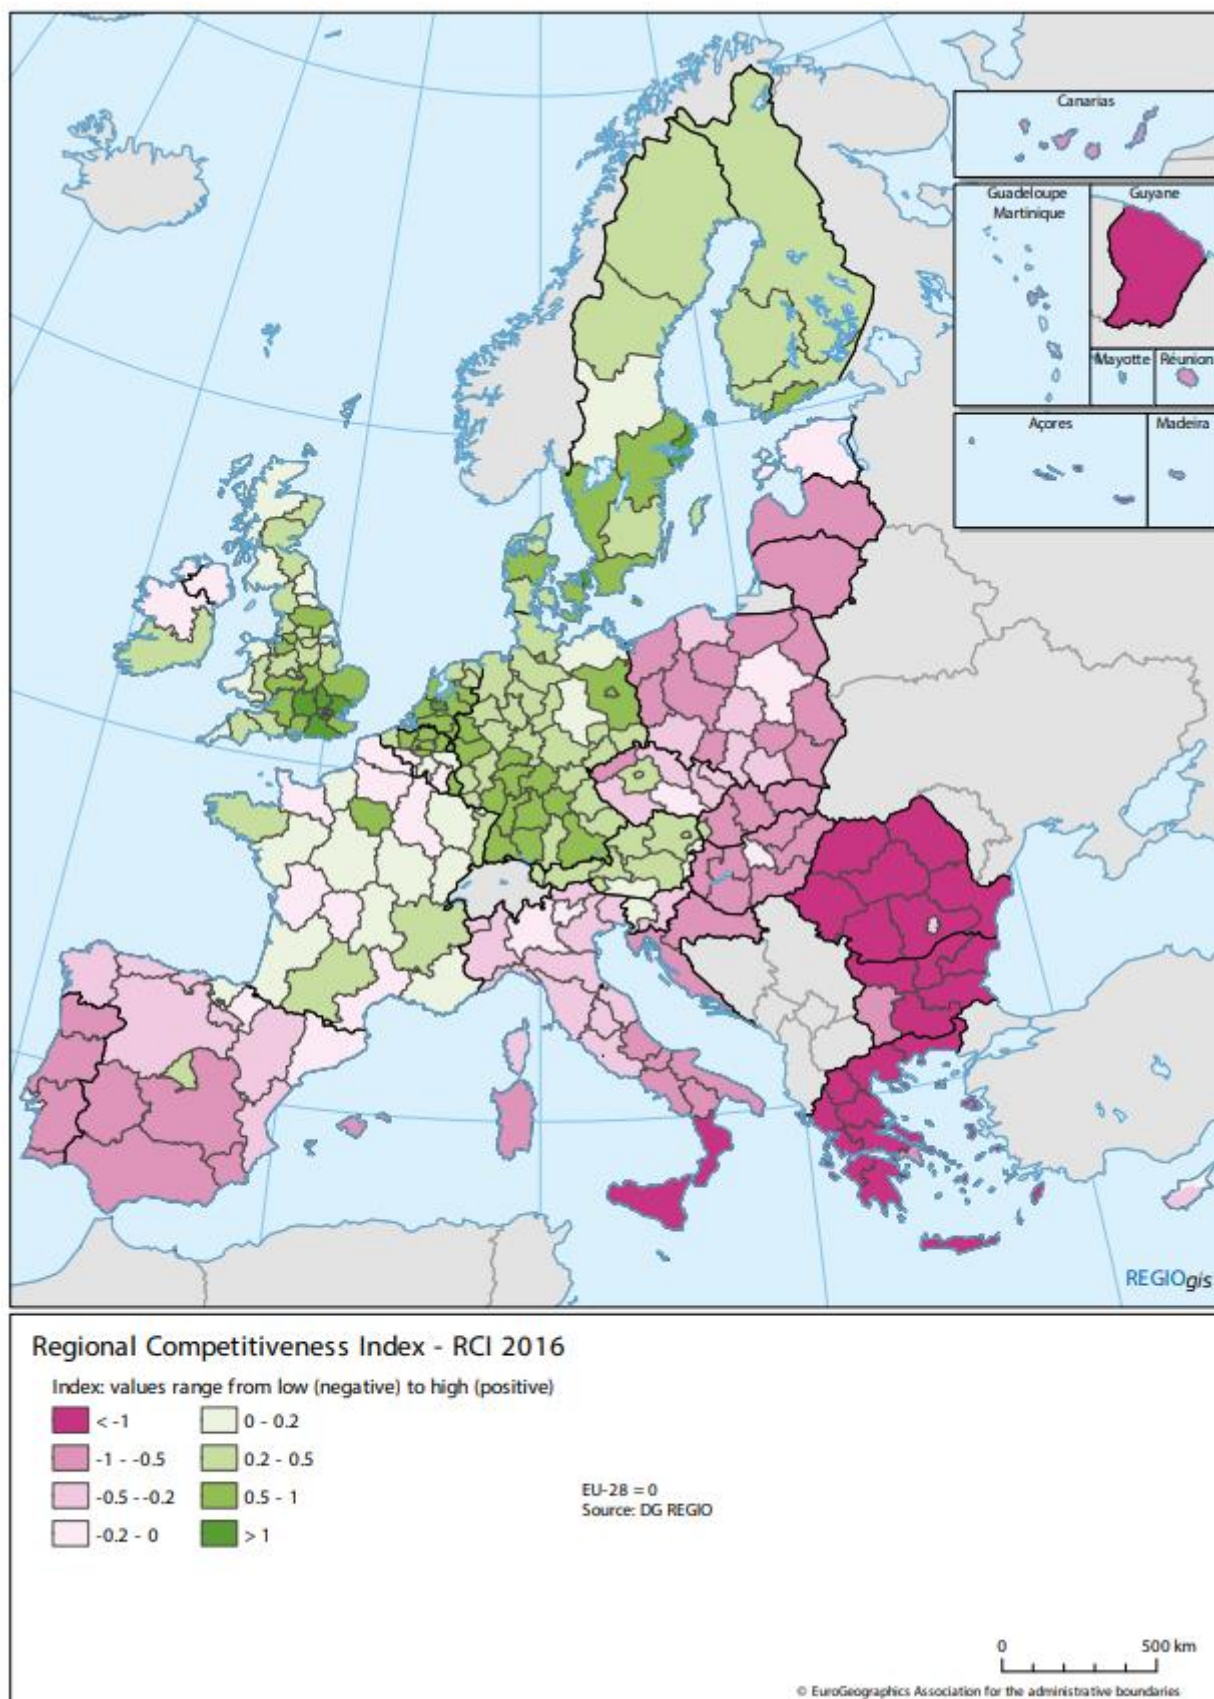 Canarias
Guadeloupe
Martinique
Guyane
Mayotte
Réunion
Açores
Madeira
REGIOgis
Regional Competitiveness Index - RCI 2016
Index: values range from low (negative) to high (positive)
< -1
-1 - -0.5
-0.5 - -0.2
-0.2 - 0
0 - 0.2
0.2 - 0.5
0.5 - 1
> 1
EU-28 = 0
Source: DG REGIO
0 500 km
© EuroGeographics Association for the administrative boundaries